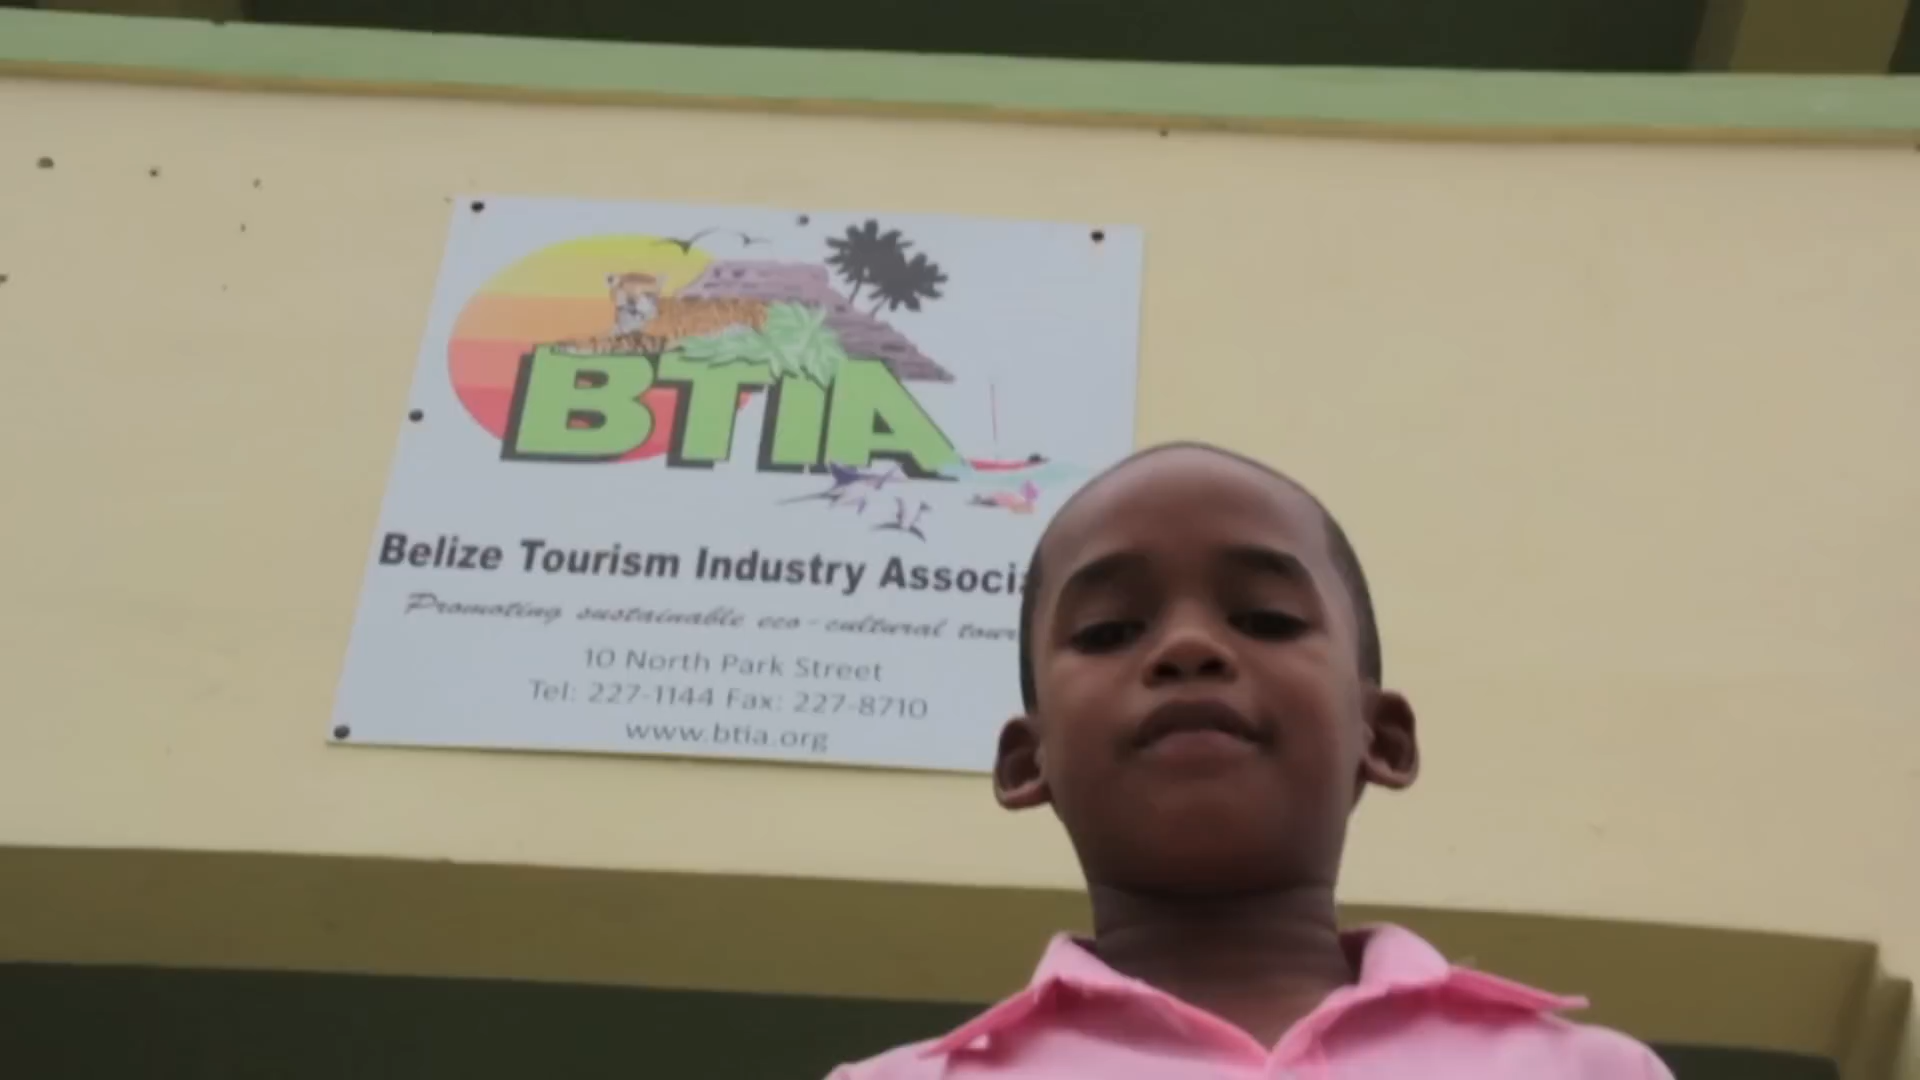 BTIA
Belize Tourism Industry Associa
Promoting sustainable eco-cultural tour
10 North Park Street
Tel: 227-1144 Fax: 227-8710
www.btia.org